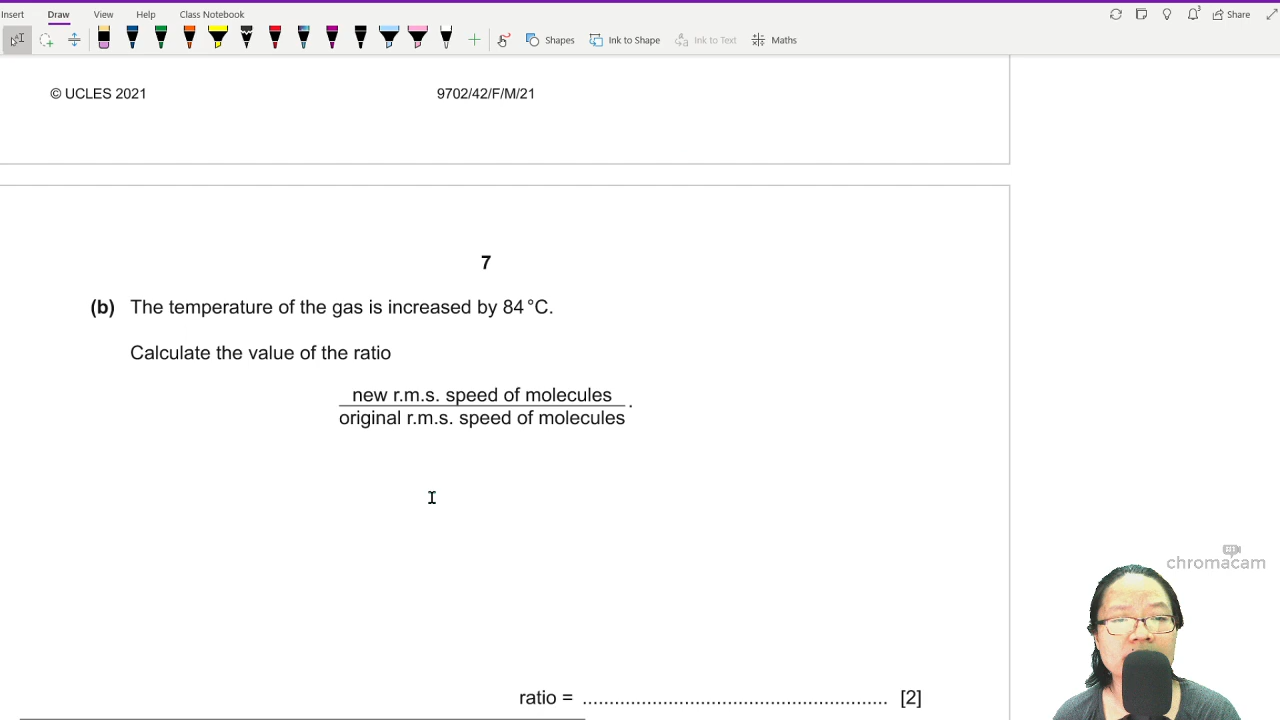 Insert Draw View Help Class Notebook Share
Shapes Ink to Shape Ink to Text Maths
© UCLES 2021 9702/42/F/M/21
7
(b) The temperature of the gas is increased by 84 °C.
Calculate the value of the ratio
new r.m.s. speed of molecules
original r.m.s. speed of molecules .
chromacam
ratio = ........................................................ [2]